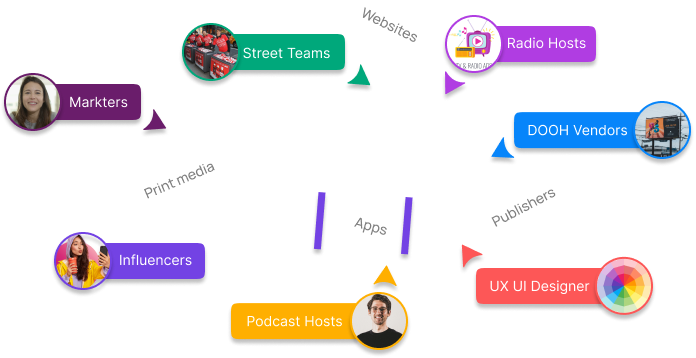 Websites
Street Teams
Radio Hosts
Markters
DOOH Vendors
Print media
Publishers
Apps
Influencers
UX UI Designer
Podcast Hosts